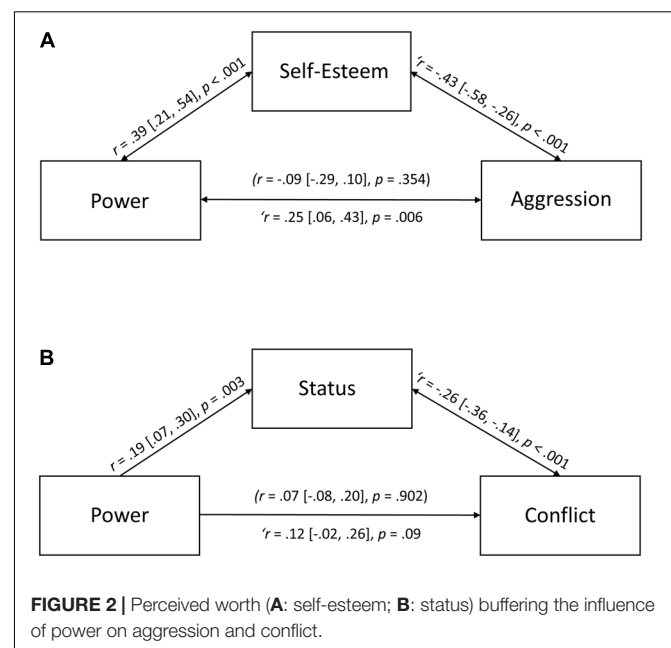 A
Self-Esteem
r = .39 [.21, .54], p < .001
'r = -.43 [-.58, -.26], p < .001
Power
(r = -.09 [-.29, .10], p = .354)
'r = .25 [.06, .43], p = .006
Aggression
B
Status
r = .19 [.07, .30], p = .003
'r = -.26 [-.36, -.14], p < .001
Power
(r = .07 [-.08, .20], p = .902)
'r = .12 [-.02, .26], p = .09
Conflict
FIGURE 2 | Perceived worth (A: self-esteem; B: status) buffering the influence
of power on aggression and conflict.